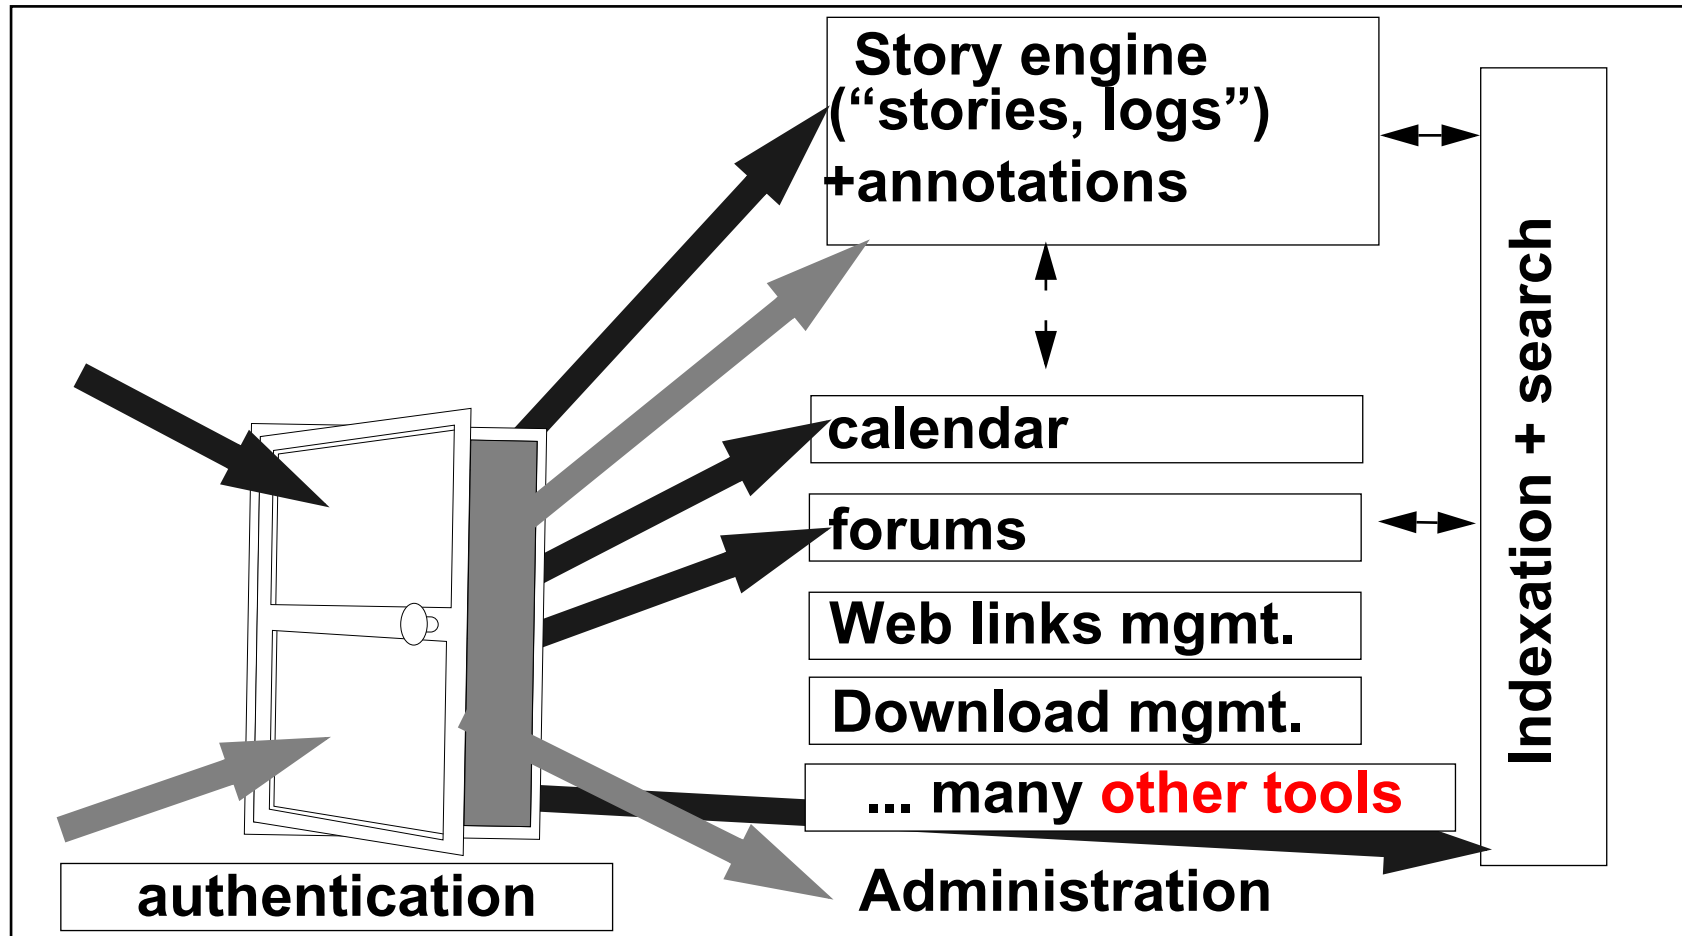 Story engine
(“stories, logs”)
+annotations
calendar
forums
Web links mgmt.
Download mgmt.
... many other tools
Administration
authentication
Indexation + search